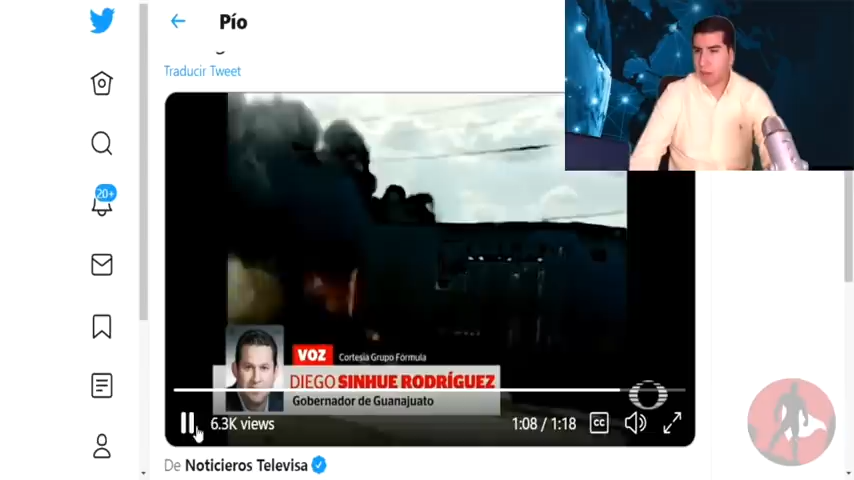 Pío
Traducir Tweet
20+
VOZ Cortesía Grupo Fórmula
DIEGO SINHUE RODRÍGUEZ
Gobernador de Guanajuato
6.3K views
1:08 / 1:18
CC
De Noticieros Televisa